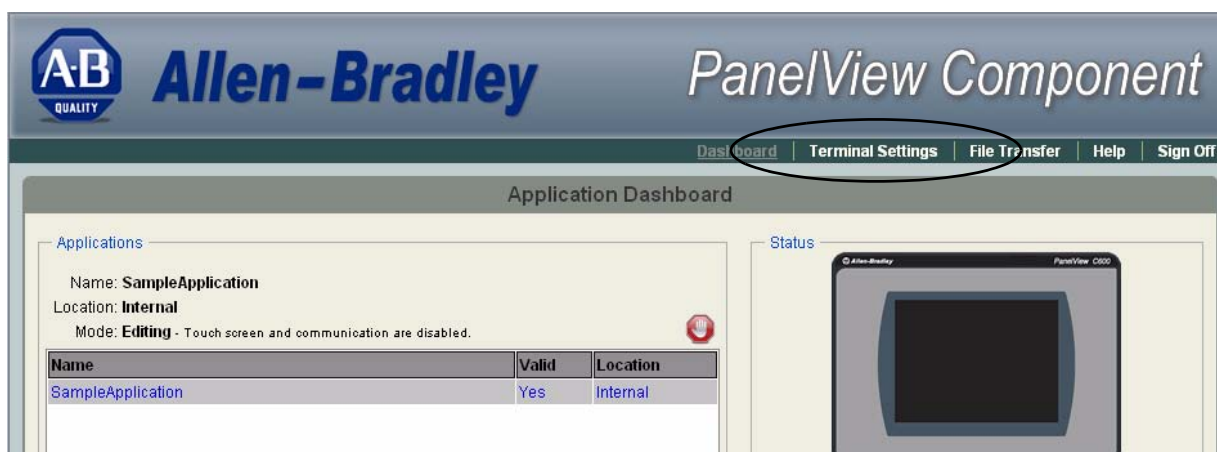 A·B
QUALITY
Allen-Bradley
PanelView Component
Dashboard | Terminal Settings | File Transfer | Help | Sign Off
Application Dashboard
Applications
Name: SampleApplication
Location: Internal
Mode: Editing - Touch screen and communication are disabled.
Name Valid Location
SampleApplication Yes Internal
Status
Allen-Bradley PanelView C600